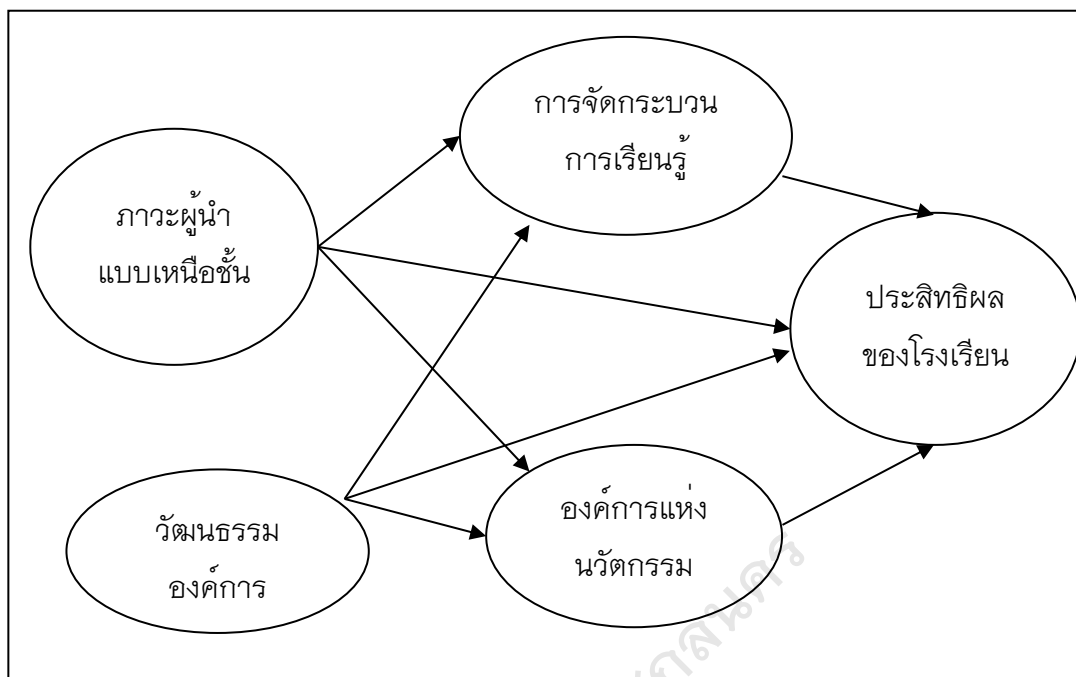 การจัดกระบวน
การเรียนรู้
ภาวะผู้นำ
แบบเหนือชั้น
ประสิทธิผล
ของโรงเรียน
วัฒนธรรม
องค์การ
องค์การแห่ง
นวัตกรรม